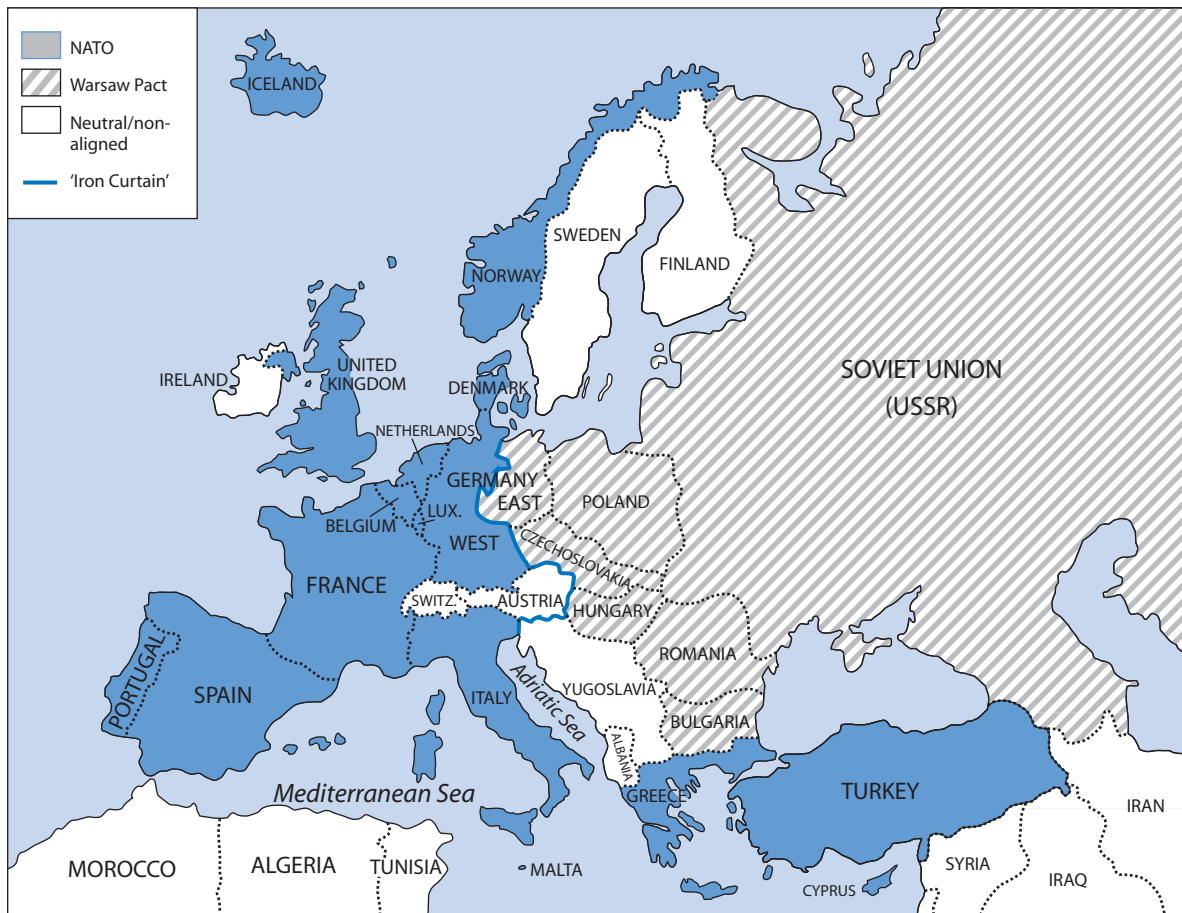 NATO
Warsaw Pact
Neutral/non-
aligned
'Iron Curtain'
ICELAND
SWEDEN
NORWAY
FINLAND
UNITED
KINGDOM
IRELAND
DENMARK
SOVIET UNION
(USSR)
NETHERLANDS
GERMANY
EAST
POLAND
BELGIUM
LUX.
WEST
CZECHOSLOVAKIA
FRANCE
SWITZ.
AUSTRIA
HUNGARY
ROMANIA
PORTUGAL
SPAIN
ITALY
Adriatic Sea
YUGOSLAVIA
BULGARIA
ALBANIA
Mediterranean Sea
GREECE
TURKEY
IRAN
MOROCCO
ALGERIA
TUNISIA
MALTA
CYPRUS
SYRIA
IRAQ